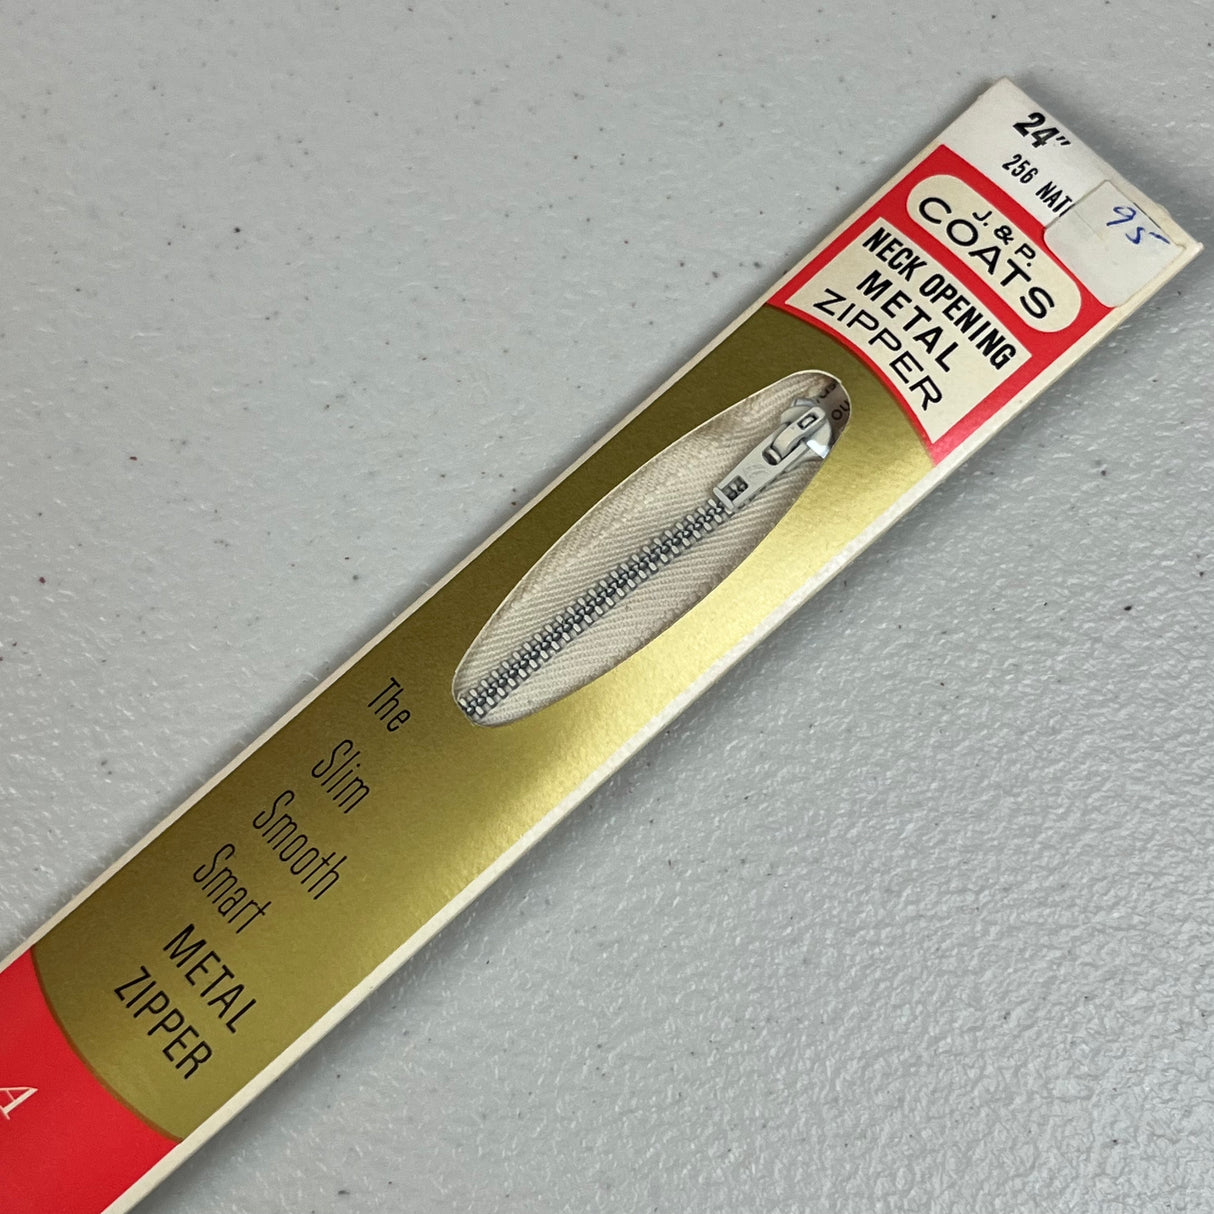 24"
256 NAT
95
J. & P.
COATS
NECK OPENING
METAL
ZIPPER
The
Slim
Smooth
Smart
METAL
ZIPPER
A